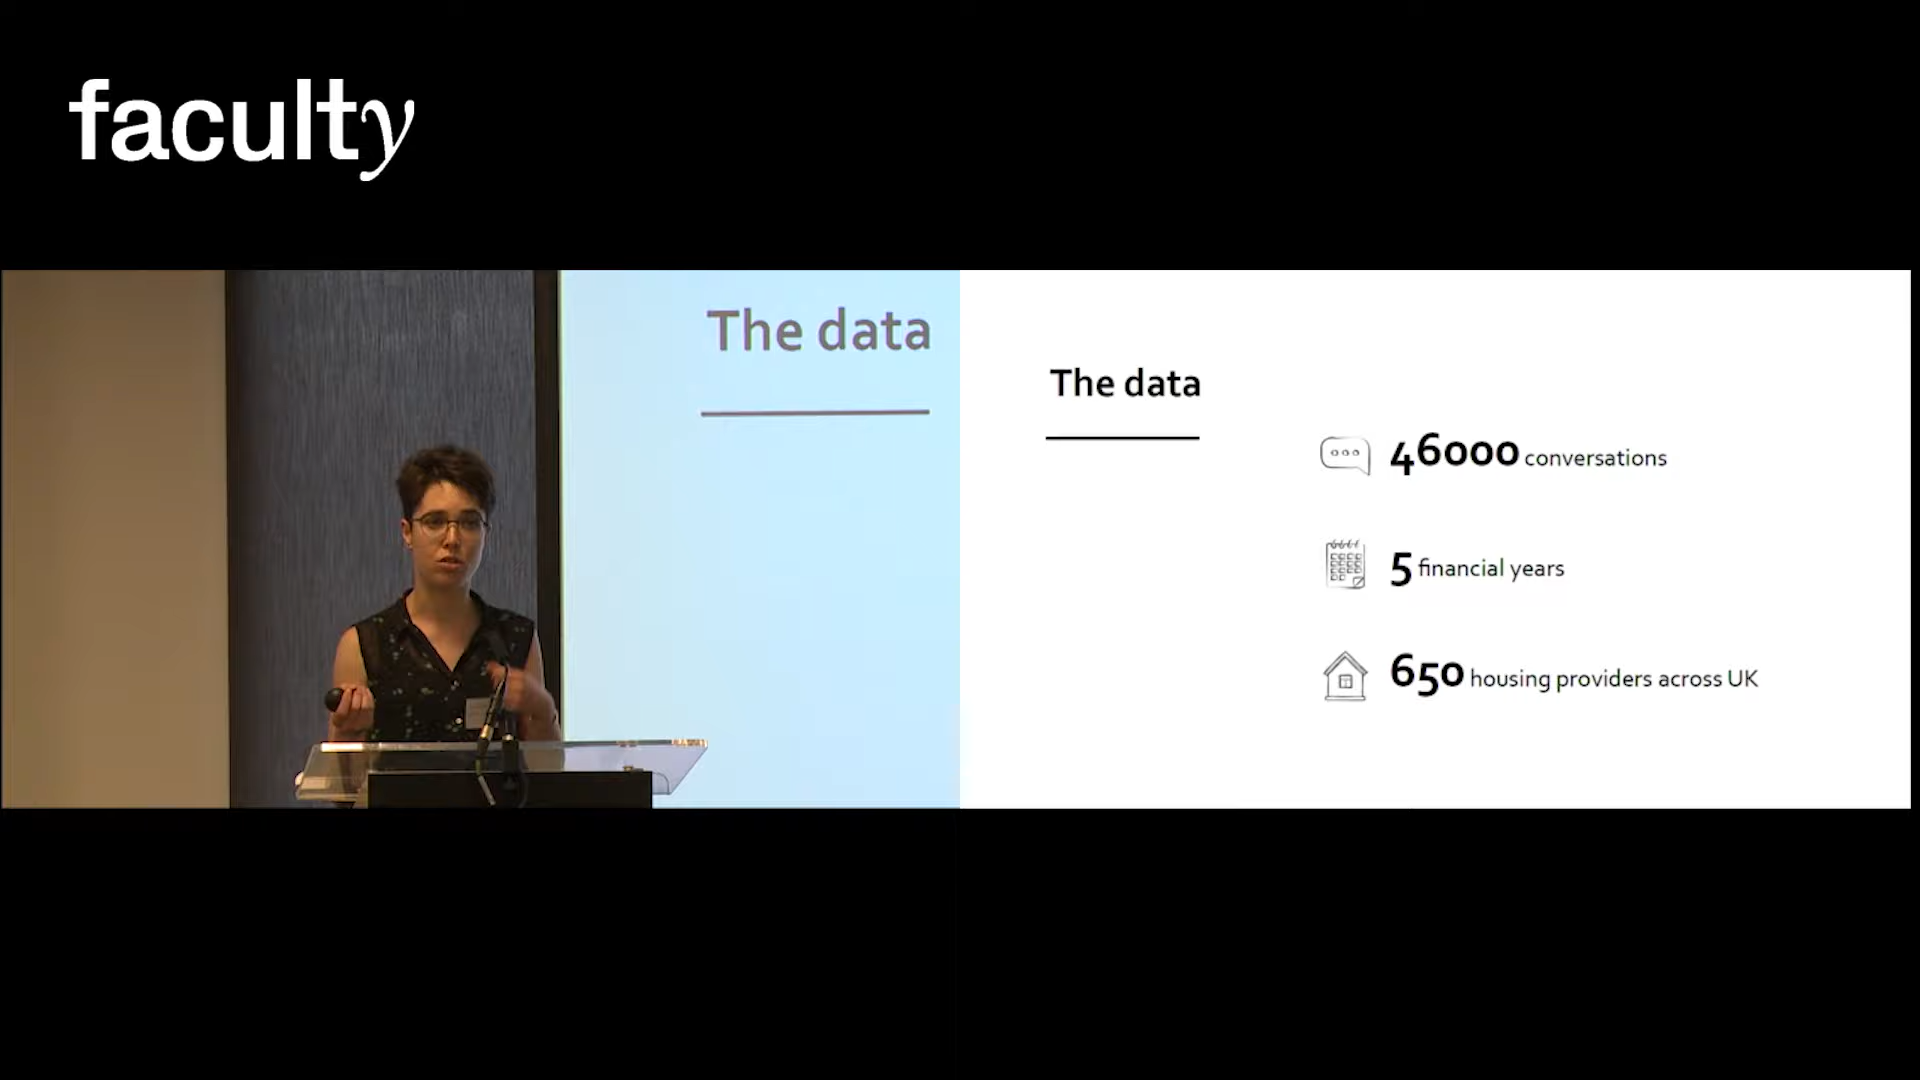 faculty
The data
The data
46000 conversations
5 financial years
650 housing providers across UK